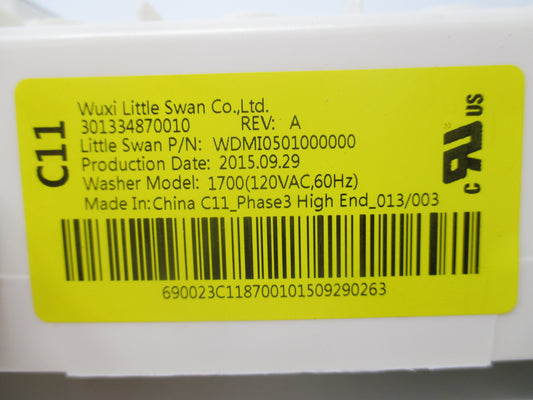 C11
Wuxi Little Swan Co.,Ltd.
301334870010 REV: A
Little Swan P/N: WDMI0501000000
Production Date: 2015.09.29
Washer Model: 1700(120VAC,60Hz)
Made In:China C11_Phase3 High End_013/003
c RU US
690023C118700101509290263